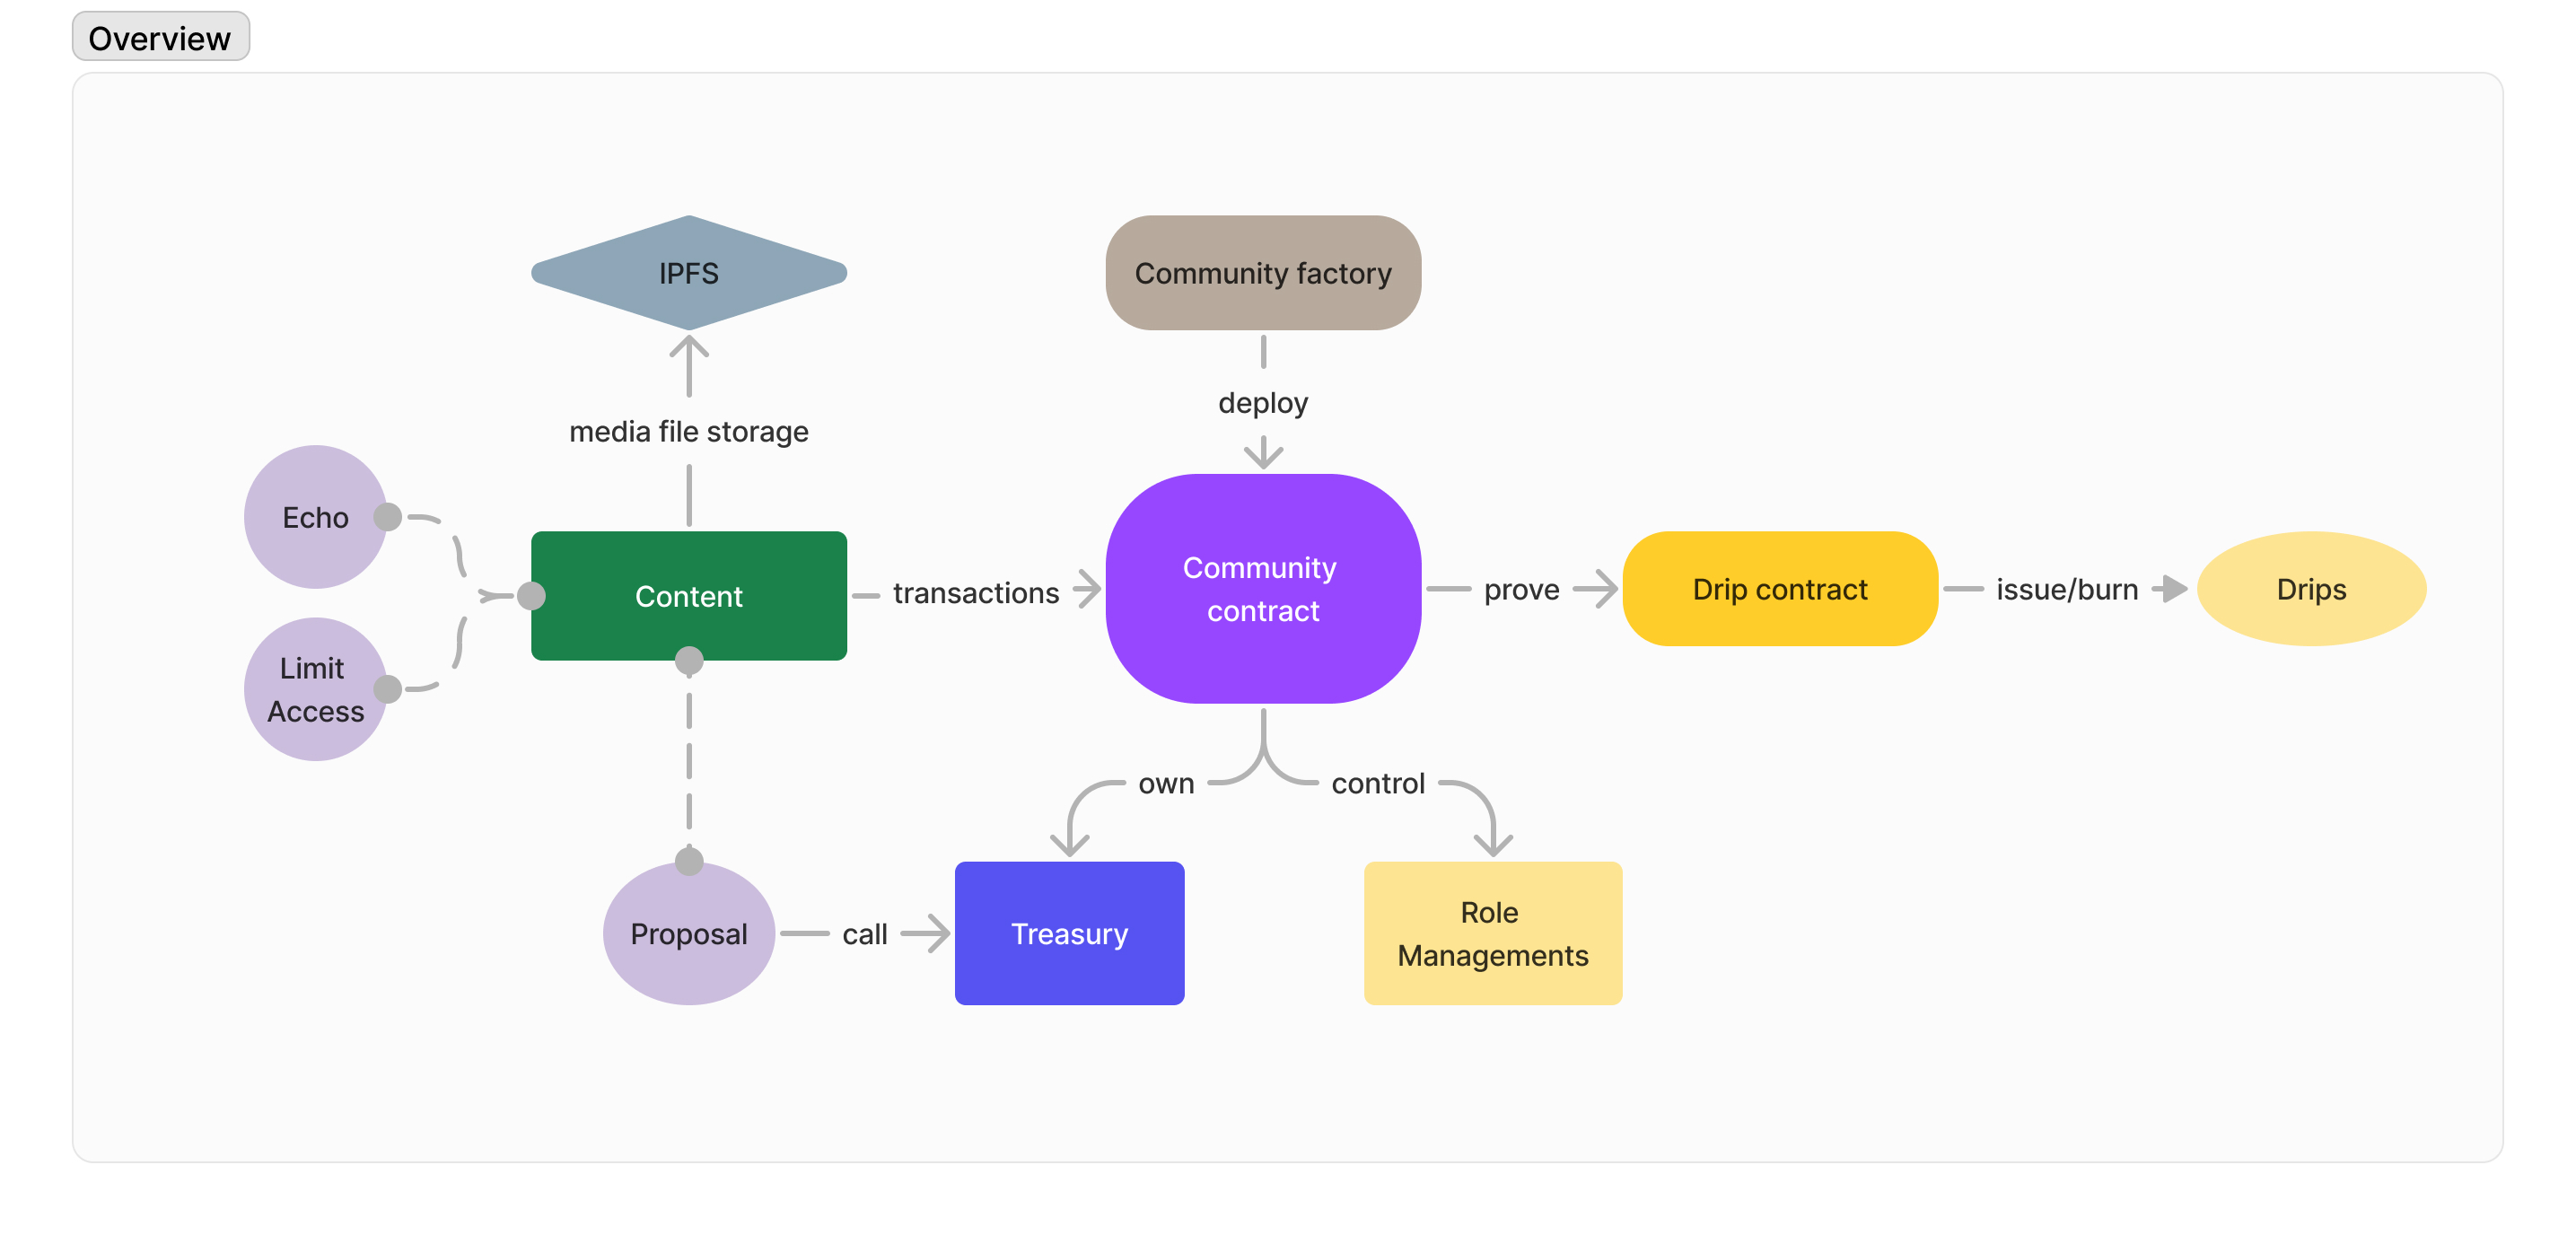 Overview
IPFS
Community factory
deploy
media file storage
Echo
Limit
Access
Content
transactions
Community
contract
prove
Drip contract
issue/burn
Drips
own
control
Proposal
call
Treasury
Role
Managements